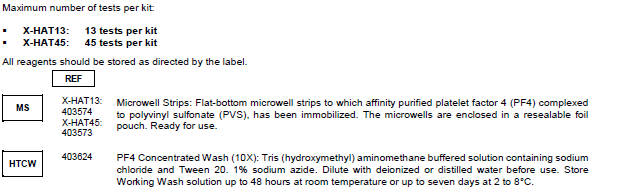 Maximum number of tests per kit:
▪ X-HAT13: 13 tests per kit
▪ X-HAT45: 45 tests per kit
All reagents should be stored as directed by the label.
REF
MS
X-HAT13:
403574
X-HAT45:
403573
Microwell Strips: Flat-bottom microwell strips to which affinity purified platelet factor 4 (PF4) complexed
to polyvinyl sulfonate (PVS), has been immobilized. The microwells are enclosed in a resealable foil
pouch. Ready for use.
HTCW
403624
PF4 Concentrated Wash (10X): Tris (hydroxymethyl) aminomethane buffered solution containing sodium
chloride and Tween 20. 1% sodium azide. Dilute with deionized or distilled water before use. Store
Working Wash solution up to 48 hours at room temperature or up to seven days at 2 to 8°C.